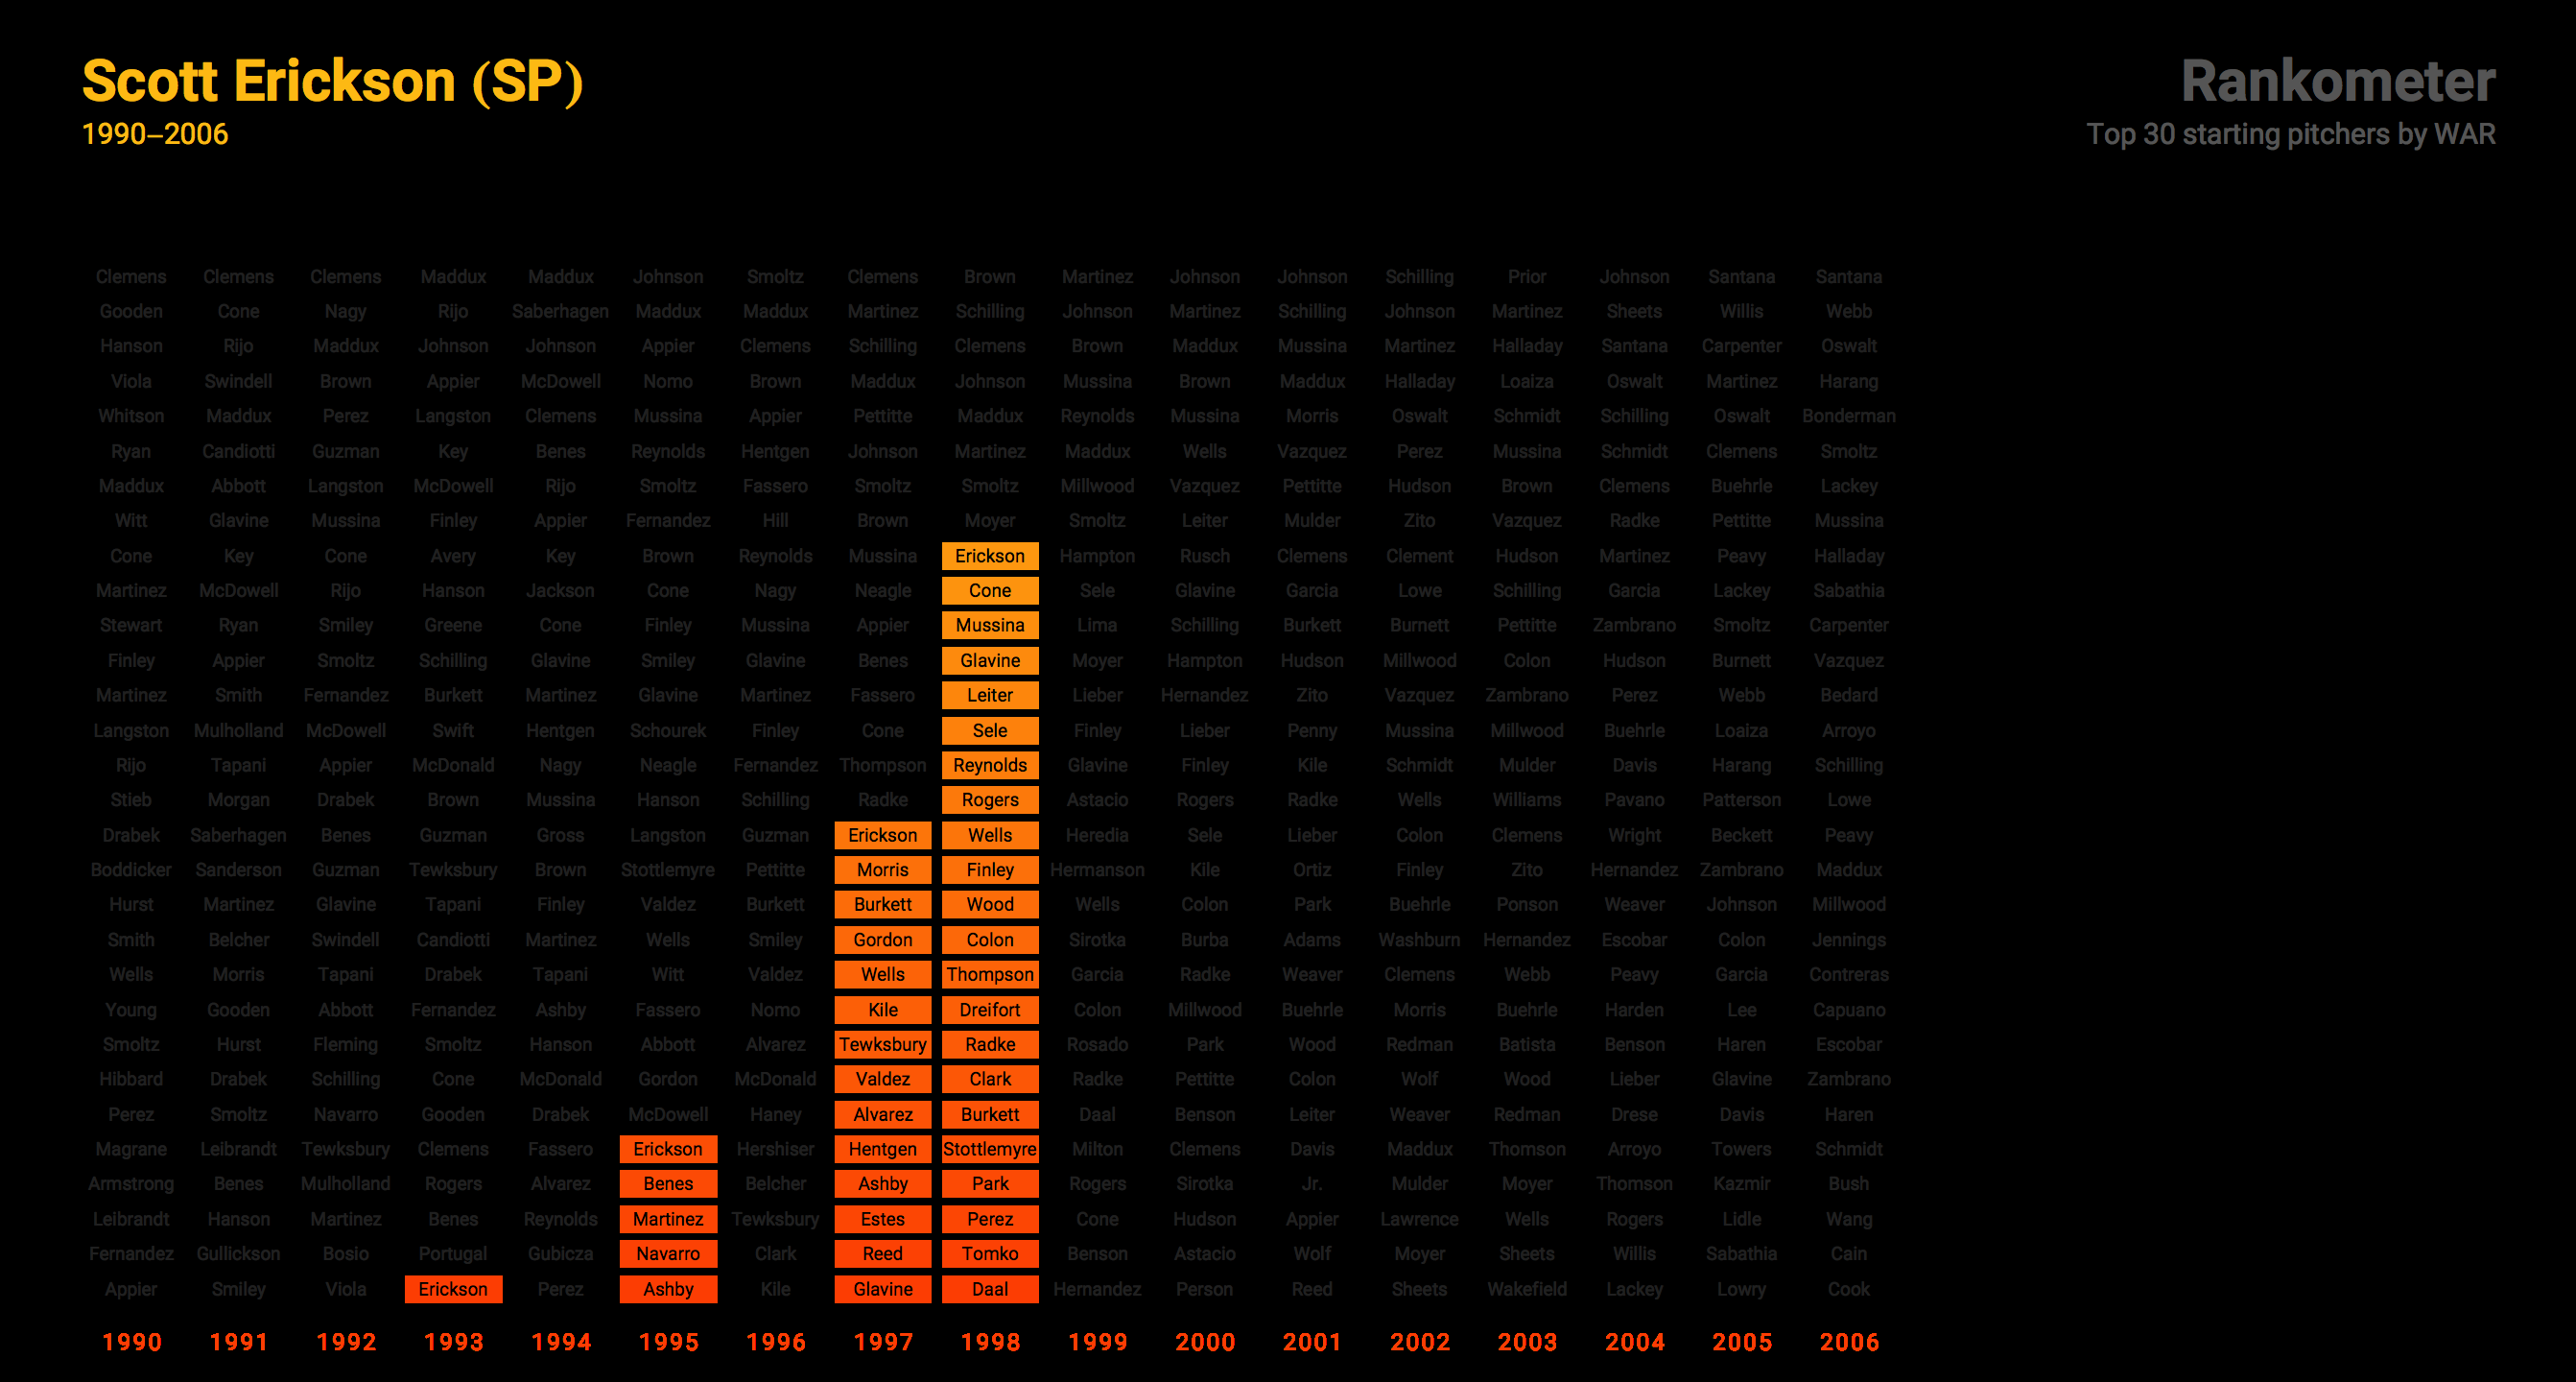 Scott Erickson (SP)
1990–2006
Rankometer
Top 30 starting pitchers by WAR
Clemens Clemens Clemens Maddux Maddux Johnson Smoltz Clemens Brown Martinez Johnson Johnson Schilling Prior Johnson Santana Santana
Gooden Cone Nagy Rijo Saberhagen Maddux Maddux Martinez Schilling Johnson Martinez Schilling Johnson Martinez Sheets Willis Webb
Hanson Rijo Maddux Johnson Johnson Appier Clemens Schilling Clemens Brown Maddux Mussina Martinez Halladay Santana Carpenter Oswalt
Viola Swindell Brown Appier McDowell Nomo Brown Maddux Johnson Mussina Brown Maddux Halladay Loaiza Oswalt Martinez Harang
Whitson Maddux Perez Langston Clemens Mussina Appier Pettitte Maddux Reynolds Mussina Morris Oswalt Schmidt Schilling Oswalt Bonderman
Ryan Candiotti Guzman Key Benes Reynolds Hentgen Johnson Martinez Maddux Wells Vazquez Perez Mussina Schmidt Clemens Smoltz
Maddux Abbott Langston McDowell Rijo Smoltz Fassero Smoltz Smoltz Millwood Vazquez Pettitte Hudson Brown Clemens Buehrle Lackey
Witt Glavine Mussina Finley Appier Fernandez Hill Brown Moyer Smoltz Leiter Mulder Zito Vazquez Radke Pettitte Mussina
Cone Key Cone Avery Key Brown Reynolds Mussina Erickson Hampton Rusch Clemens Clement Hudson Martinez Peavy Halladay
Martinez McDowell Rijo Hanson Jackson Cone Nagy Neagle Cone Sele Glavine Garcia Lowe Schilling Garcia Lackey Sabathia
Stewart Ryan Smiley Greene Cone Finley Mussina Appier Mussina Lima Schilling Burkett Burnett Pettitte Zambrano Smoltz Carpenter
Finley Appier Smoltz Schilling Glavine Smiley Glavine Benes Glavine Moyer Hampton Hudson Millwood Colon Hudson Burnett Vazquez
Martinez Smith Fernandez Burkett Martinez Glavine Martinez Fassero Leiter Lieber Hernandez Zito Vazquez Zambrano Perez Webb Bedard
Langston Mulholland McDowell Swift Hentgen Schourek Finley Cone Sele Finley Lieber Penny Mussina Millwood Buehrle Loaiza Arroyo
Rijo Tapani Appier McDonald Nagy Neagle Fernandez Thompson Reynolds Glavine Finley Kile Schmidt Mulder Davis Harang Schilling
Stieb Morgan Drabek Brown Mussina Hanson Schilling Radke Rogers Astacio Rogers Radke Wells Williams Pavano Patterson Lowe
Drabek Saberhagen Benes Guzman Gross Langston Guzman Erickson Wells Heredia Sele Lieber Colon Clemens Wright Beckett Peavy
Boddicker Sanderson Guzman Tewksbury Brown Stottlemyre Pettitte Morris Finley Hermanson Kile Ortiz Finley Zito Hernandez Zambrano Maddux
Hurst Martinez Glavine Tapani Finley Valdez Burkett Burkett Wood Wells Colon Park Buehrle Ponson Weaver Johnson Millwood
Smith Belcher Swindell Candiotti Martinez Wells Smiley Gordon Colon Sirotka Burba Adams Washburn Hernandez Escobar Colon Jennings
Wells Morris Tapani Drabek Tapani Witt Valdez Wells Thompson Garcia Radke Weaver Clemens Webb Peavy Garcia Contreras
Young Gooden Abbott Fernandez Ashby Fassero Nomo Kile Dreifort Colon Millwood Buehrle Morris Buehrle Harden Lee Capuano
Smoltz Hurst Fleming Smoltz Hanson Abbott Alvarez Tewksbury Radke Rosado Park Wood Redman Batista Benson Haren Escobar
Hibbard Drabek Schilling Cone McDonald Gordon McDonald Valdez Clark Radke Pettitte Colon Wolf Wood Lieber Glavine Zambrano
Perez Smoltz Navarro Gooden Drabek McDowell Haney Alvarez Burkett Daal Benson Leiter Weaver Redman Drese Davis Haren
Magrane Leibrandt Tewksbury Clemens Fassero Erickson Hershiser Hentgen Stottlemyre Milton Clemens Davis Maddux Thomson Arroyo Towers Schmidt
Armstrong Benes Mulholland Rogers Alvarez Benes Belcher Ashby Park Rogers Sirotka Jr. Mulder Moyer Thomson Kazmir Bush
Leibrandt Hanson Martinez Benes Reynolds Martinez Tewksbury Estes Perez Cone Hudson Appier Lawrence Wells Rogers Lidle Wang
Fernandez Gullickson Bosio Portugal Gubicza Navarro Clark Reed Tomko Benson Astacio Wolf Moyer Sheets Willis Sabathia Cain
Appier Smiley Viola Erickson Perez Ashby Kile Glavine Daal Hernandez Person Reed Sheets Wakefield Lackey Lowry Cook
1990 1991 1992 1993 1994 1995 1996 1997 1998 1999 2000 2001 2002 2003 2004 2005 2006